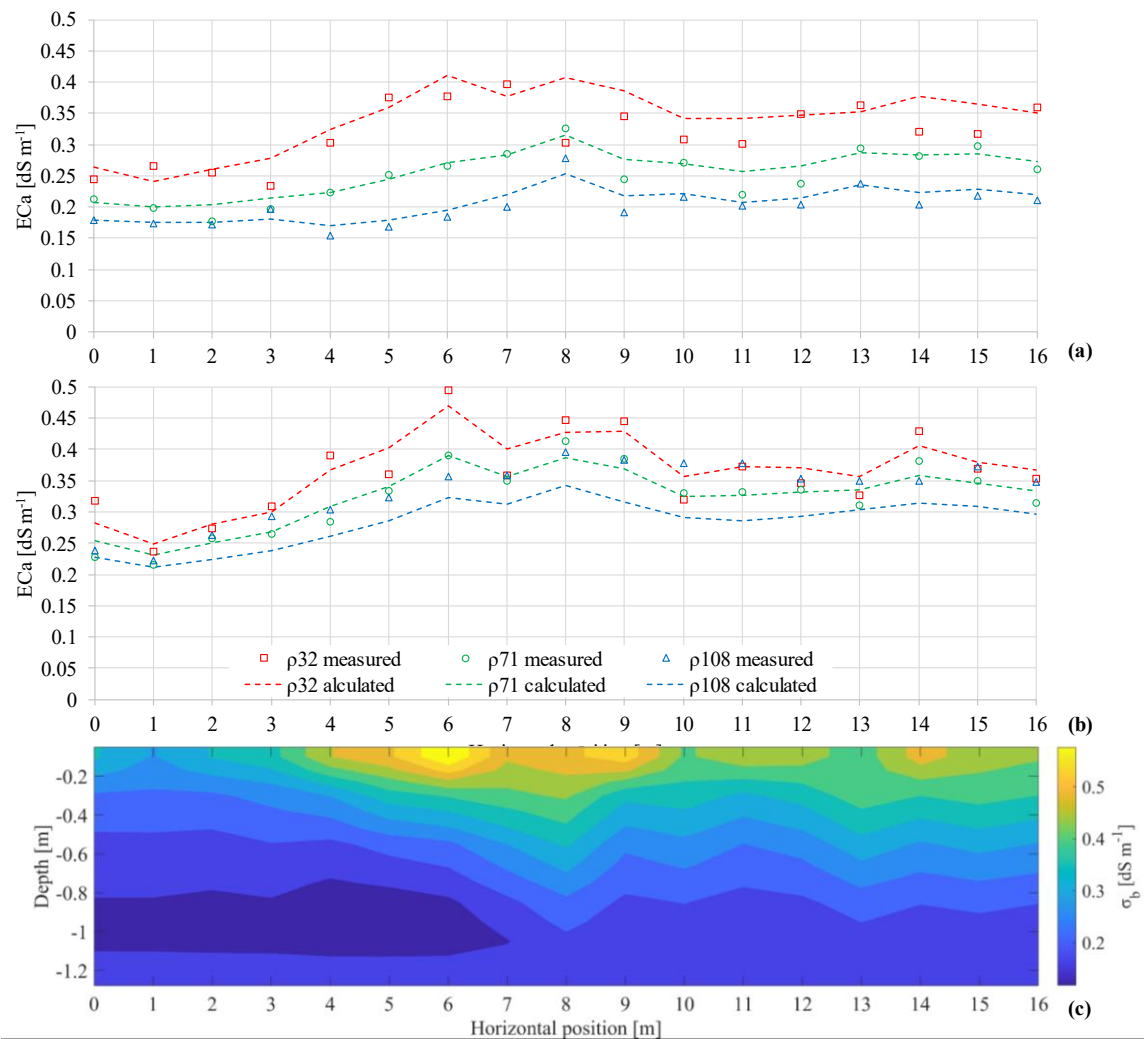 0.5
0.45
0.4
0.35
0.3
0.25
0.2
0.15
0.1
0.05
0
ECa [dS m⁻¹]
0 1 2 3 4 5 6 7 8 9 10 11 12 13 14 15 16
(a)
0.5
0.45
0.4
0.35
0.3
0.25
0.2
0.15
0.1
0.05
0
ECa [dS m⁻¹]
ρ32 measured ρ71 measured ρ108 measured
ρ32 alculated ρ71 calculated ρ108 calculated
0 1 2 3 4 5 6 7 8 9 10 11 12 13 14 15 16
(b)
-0.2
-0.4
-0.6
-0.8
-1
-1.2
Depth [m]
0 1 2 3 4 5 6 7 8 9 10 11 12 13 14 15 16
Horizontal position [m]
0.5
0.4
0.3
0.2
σb [dS m⁻¹]
(c)